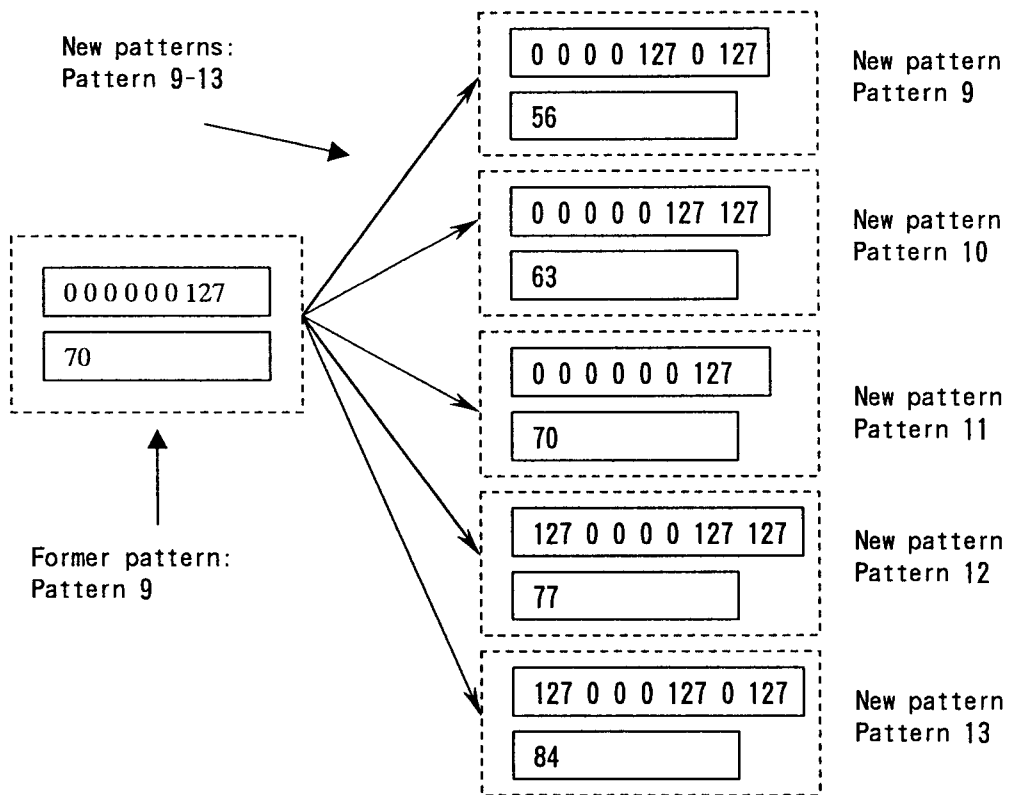 New patterns:
Pattern 9-13
0 0 0 0 127 0 127
56
New pattern
Pattern 9
0 0 0 0 0 127 127
63
New pattern
Pattern 10
0 0 0 0 0 0 127
70
Former pattern:
Pattern 9
0 0 0 0 0 0 127
70
New pattern
Pattern 11
127 0 0 0 0 127 127
77
New pattern
Pattern 12
127 0 0 0 127 0 127
84
New pattern
Pattern 13